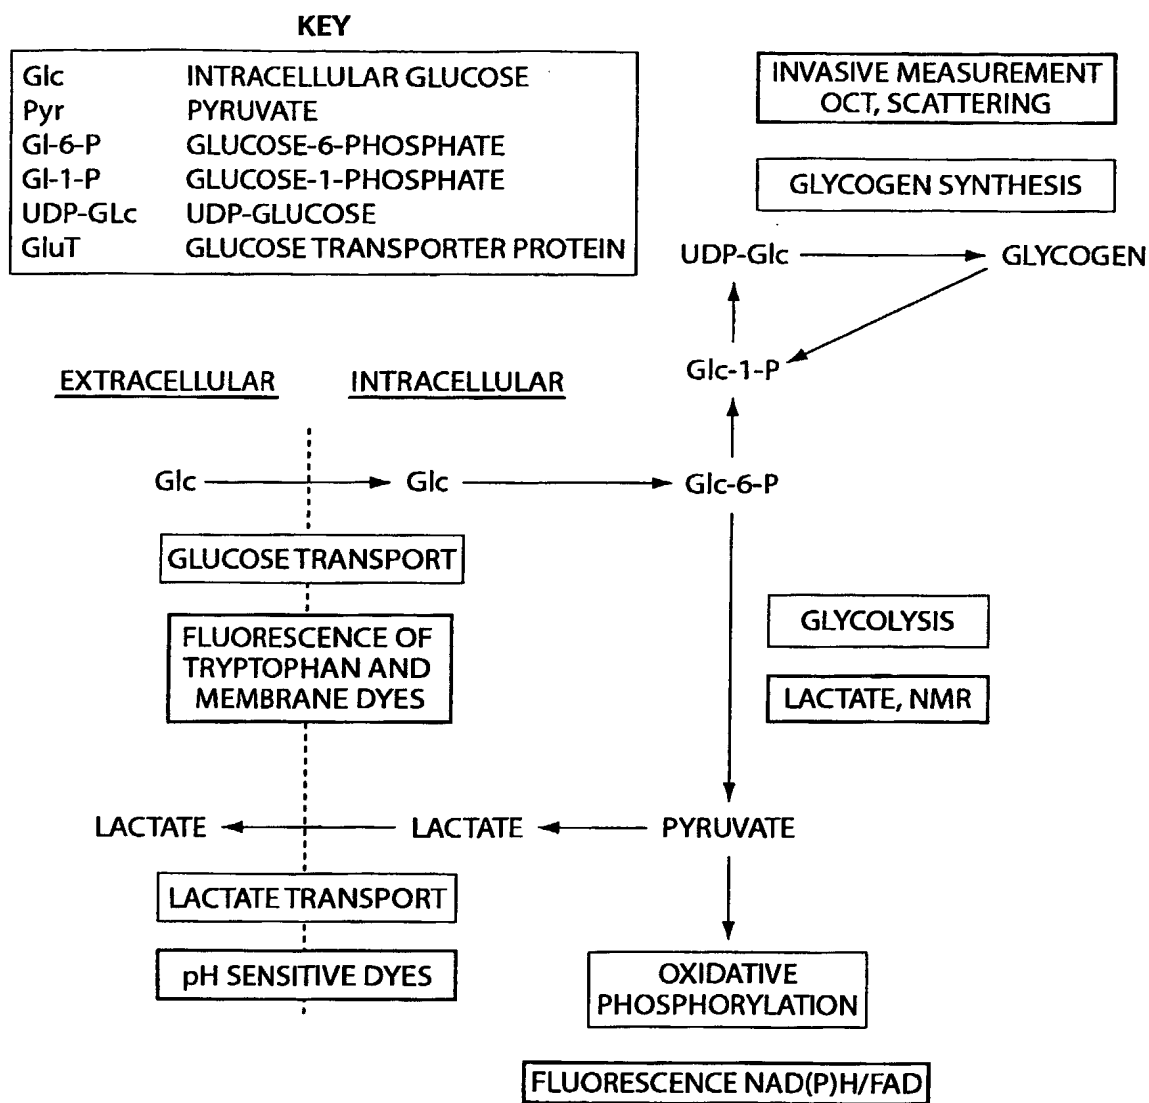 KEY
Glc INTRACELLULAR GLUCOSE
Pyr PYRUVATE
Gl-6-P GLUCOSE-6-PHOSPHATE
Gl-1-P GLUCOSE-1-PHOSPHATE
UDP-GLc UDP-GLUCOSE
GluT GLUCOSE TRANSPORTER PROTEIN
INVASIVE MEASUREMENT
OCT, SCATTERING
GLYCOGEN SYNTHESIS
UDP-Glc GLYCOGEN
Glc-1-P
EXTRACELLULAR INTRACELLULAR
Glc Glc Glc-6-P
GLUCOSE TRANSPORT
FLUORESCENCE OF
TRYPTOPHAN AND
MEMBRANE DYES
GLYCOLYSIS
LACTATE, NMR
LACTATE LACTATE PYRUVATE
LACTATE TRANSPORT
pH SENSITIVE DYES
OXIDATIVE
PHOSPHORYLATION
FLUORESCENCE NAD(P)H/FAD